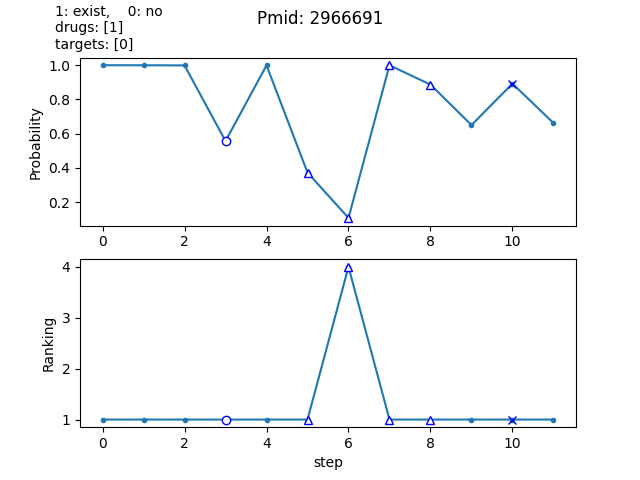 1: exist,    0: no
drugs: [1]
targets: [0]
Pmid: 2966691
1.0
0.8
0.6
0.4
0.2
Probability
0 2 4 6 8 10
4
3
2
1
Ranking
0 2 4 6 8 10
step